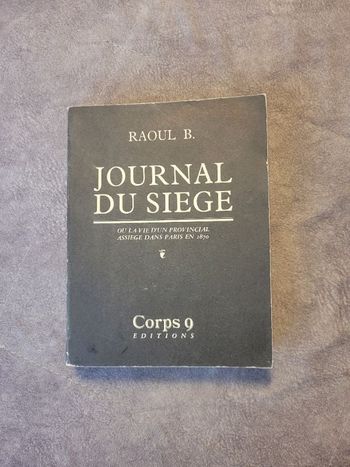 RAOUL B.
JOURNAL
DU SIEGE
OU LA VIE D'UN PROVINCIAL
ASSIEGE DANS PARIS EN 1870
Corps 9
EDITIONS